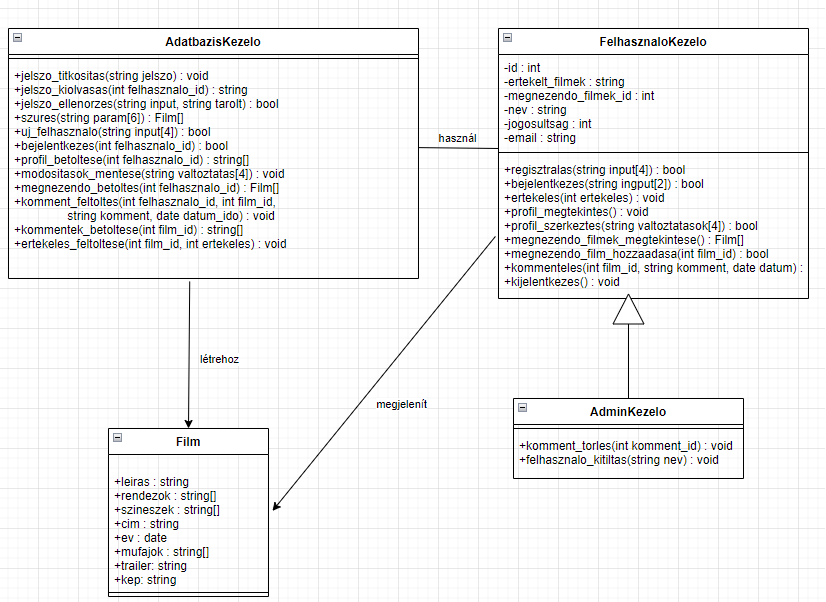 AdatbazisKezelo
+jelszo_titkositas(string jelszo) : void
+jelszo_kiolvasas(int felhasznalo_id) : string
+jelszo_ellenorzes(string input, string tarolt) : bool
+szures(string param[6]) : Film[]
+uj_felhasznalo(string input[4]) : bool
+bejelentkezes(int felhasznalo_id) : bool
+profil_betoltese(int felhasznalo_id) : string[]
+modositasok_mentese(string valtoztatas[4]) : void
+megnezendo_betoltes(int felhasznalo_id) : Film[]
+komment_feltoltes(int felhasznalo_id, int film_id,
string komment, date datum_ido) : void
+kommentek_betoltese(int film_id) : string[]
+ertekeles_feltoltese(int film_id, int ertekeles) : void
használ
FelhasznaloKezelo
-id : int
-ertekelt_filmek : string
-megnezendo_filmek_id : int
-nev : string
-jogosultsag : int
-email : string
+regisztralas(string input[4]) : bool
+bejelentkezes(string ingput[2]) : bool
+ertekeles(int ertekeles) : void
+profil_megtekintes() : void
+profil_szerkeztes(string valtoztatasok[4]) : bool
+megnezendo_filmek_megtekintese() : Film[]
+megnezendo_film_hozzaadasa(int film_id) : bool
+kommenteles(int film_id, string komment, date datum) :
+kijelentkezes() : void
létrehoz
megjelenít
AdminKezelo
+komment_torles(int komment_id) : void
+felhasznalo_kitiltas(string nev) : void
Film
+leiras : string
+rendezok : string[]
+szineszek : string[]
+cim : string
+ev : date
+mufajok : string[]
+trailer: string
+kep: string